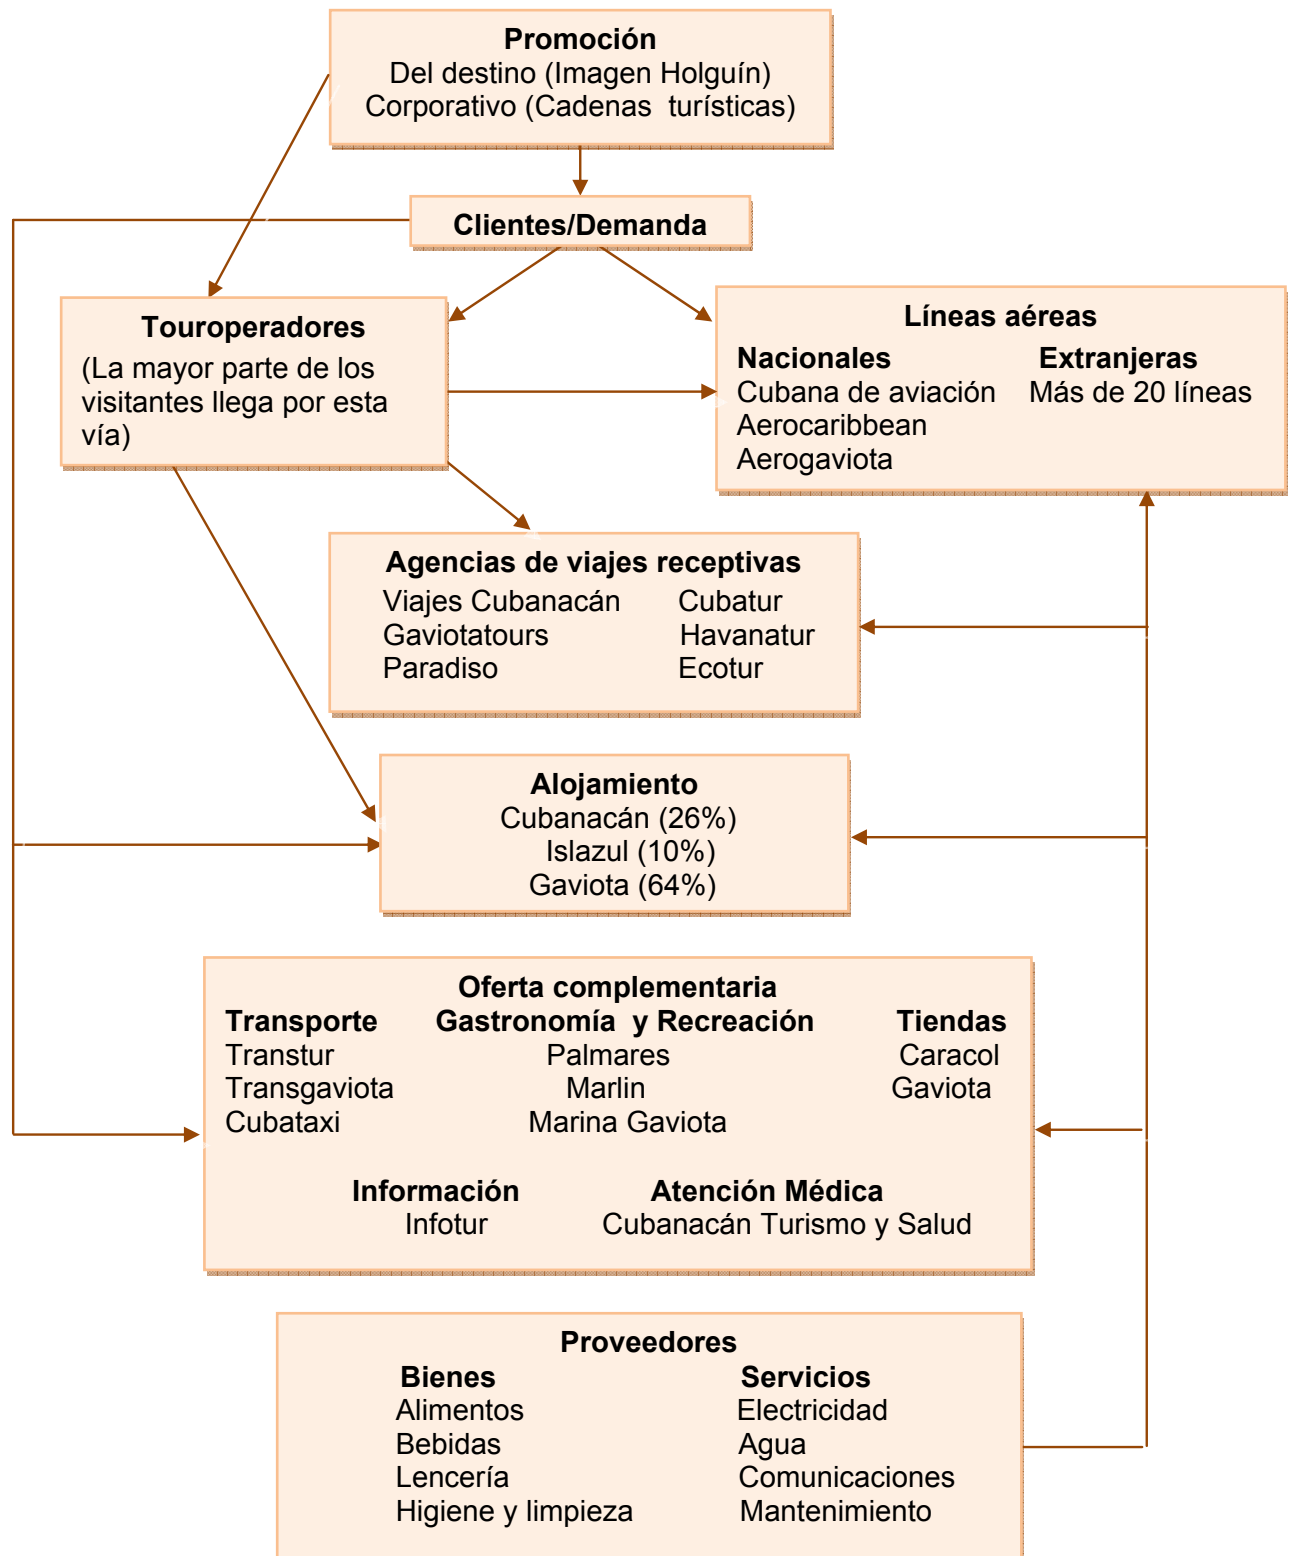 Promoción
Del destino (Imagen Holguín)
Corporativo (Cadenas turísticas)
Clientes/Demanda
Touroperadores
(La mayor parte de los
visitantes llega por esta
vía)
Líneas aéreas
Nacionales Extranjeras
Cubana de aviación Más de 20 líneas
Aerocaribbean
Aerogaviota
Agencias de viajes receptivas
Viajes Cubanacán Cubatur
Gaviotatours Havanatur
Paradiso Ecotur
Alojamiento
Cubanacán (26%)
Islazul (10%)
Gaviota (64%)
Oferta complementaria
Transporte Gastronomía y Recreación Tiendas
Transtur Palmares Caracol
Transgaviota Marlin Gaviota
Cubataxi Marina Gaviota
Información Atención Médica
Infotur Cubanacán Turismo y Salud
Proveedores
Bienes Servicios
Alimentos Electricidad
Bebidas Agua
Lencería Comunicaciones
Higiene y limpieza Mantenimiento